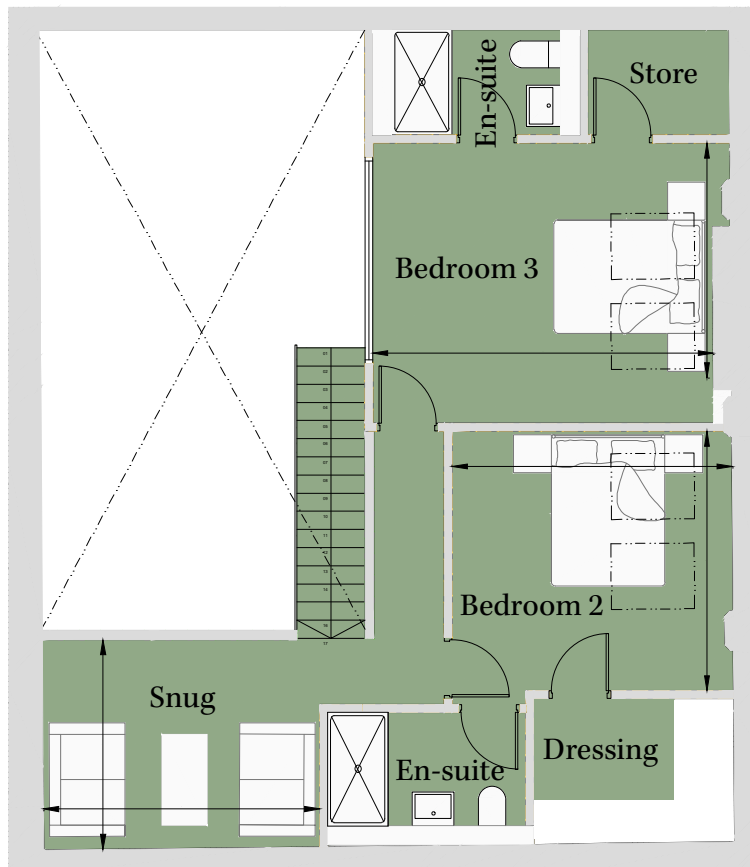 En-suite
Store
Bedroom 3
Bedroom 2
Snug
En-suite
Dressing